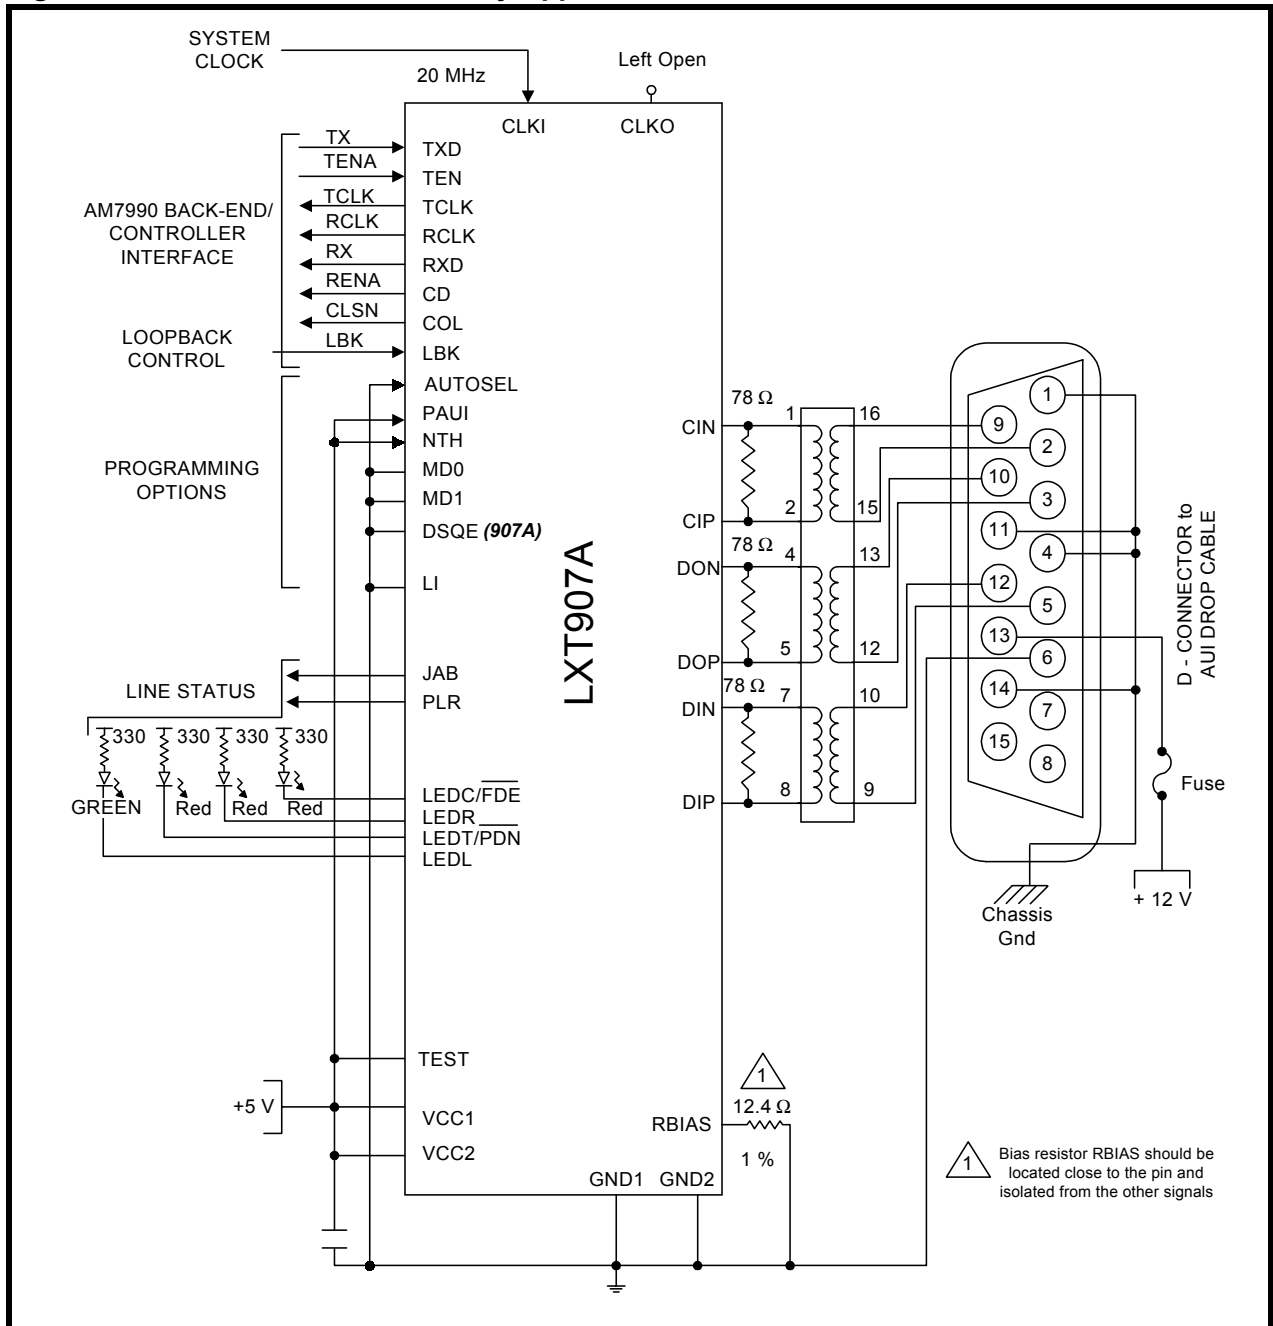 SYSTEM
CLOCK
20 MHz
Left Open
CLKI
CLKO
TX
TXD
TENA
TEN
TCLK
TCLK
RCLK
RCLK
RX
RXD
RENA
CD
CLSN
COL
LBK
LBK
AM7990 BACK-END/
CONTROLLER
INTERFACE
LOOPBACK
CONTROL
AUTOSEL
PAUI
NTH
MD0
MD1
DSQE (907A)
LI
PROGRAMMING
OPTIONS
LXT907A
JAB
PLR
LINE STATUS
330 330 330 330
GREEN Red Red Red
LEDC/FDE
LEDR
LEDT/PDN
LEDL
TEST
+5 V
VCC1
VCC2
GND1 GND2
RBIAS
1
12.4 Ω
1 %
CIN
78 Ω
1
16
CIP
2
15
DON
78 Ω
4
13
DOP
5
12
DIN
78 Ω
7
10
DIP
8
9
1
9
2
10
3
11
4
12
5
13
6
14
7
15
8
D - CONNECTOR to
AUI DROP CABLE
Fuse
+ 12 V
Chassis
Gnd
1
Bias resistor RBIAS should be
located close to the pin and
isolated from the other signals